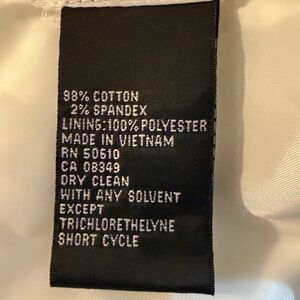 98% COTTON
2% SPANDEX
LINING:100% POLYESTER
MADE IN VIETNAM
RN 50610
CA 08349
DRY CLEAN
WITH ANY SOLVENT
EXCEPT
TRICHLORETHELYNE
SHORT CYCLE